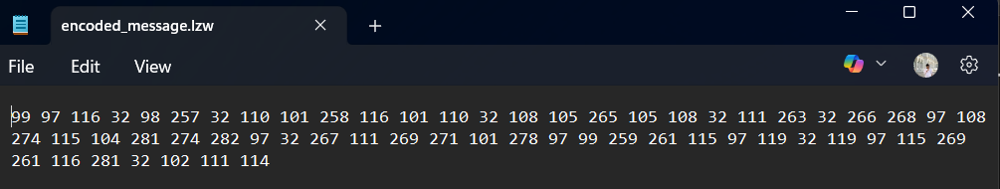 encoded_message.lzw
File Edit View
99 97 116 32 98 257 32 110 101 258 116 101 110 32 108 105 265 105 108 32 111 263 32 266 268 97 108
274 115 104 281 274 282 97 32 267 111 269 271 101 278 97 99 259 261 115 97 119 32 119 97 115 269
261 116 281 32 102 111 114